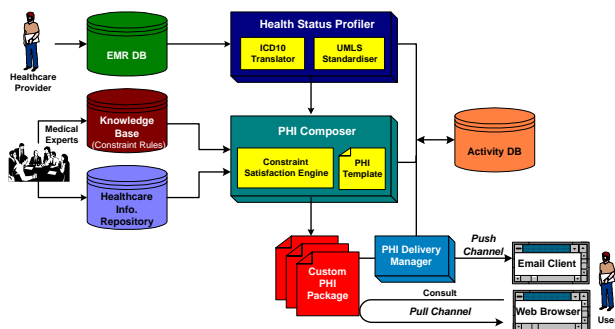 Health Status Profiler
ICD10
Translator
UMLS
Standardiser
EMR DB
Healthcare
Provider
Medical
Experts
Knowledge
Base
(Constraint Rules)
PHI Composer
Constraint
Satisfaction Engine
PHI
Template
Activity DB
Healthcare
Info.
Repository
Custom
PHI
Package
PHI Delivery
Manager
Push
Channel
Email Client
Consult
Pull Channel
Web Browser
User